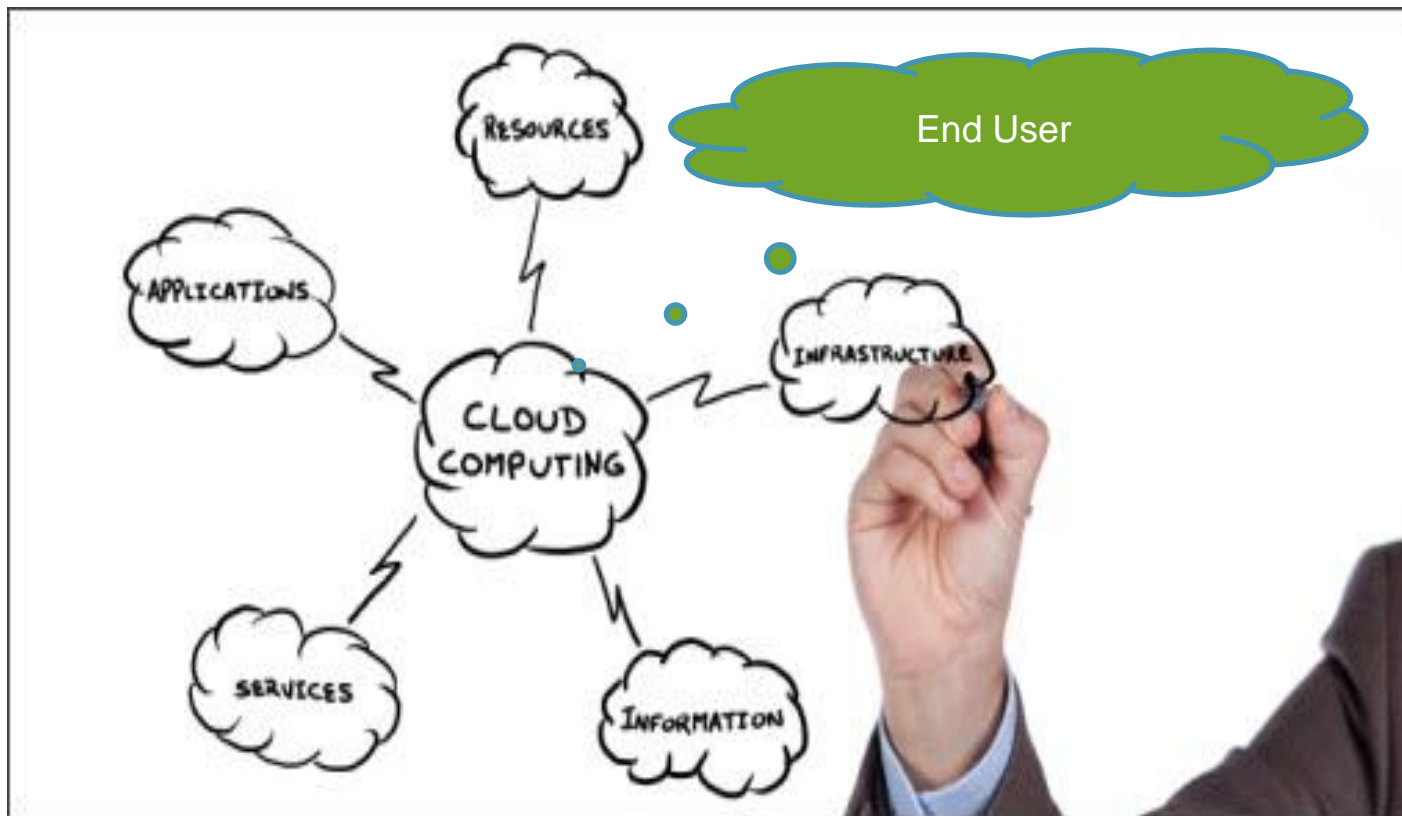 End User
RESOURCES
APPLICATIONS
INFRASTRUCTURE
CLOUD
COMPUTING
SERVICES
INFORMATION